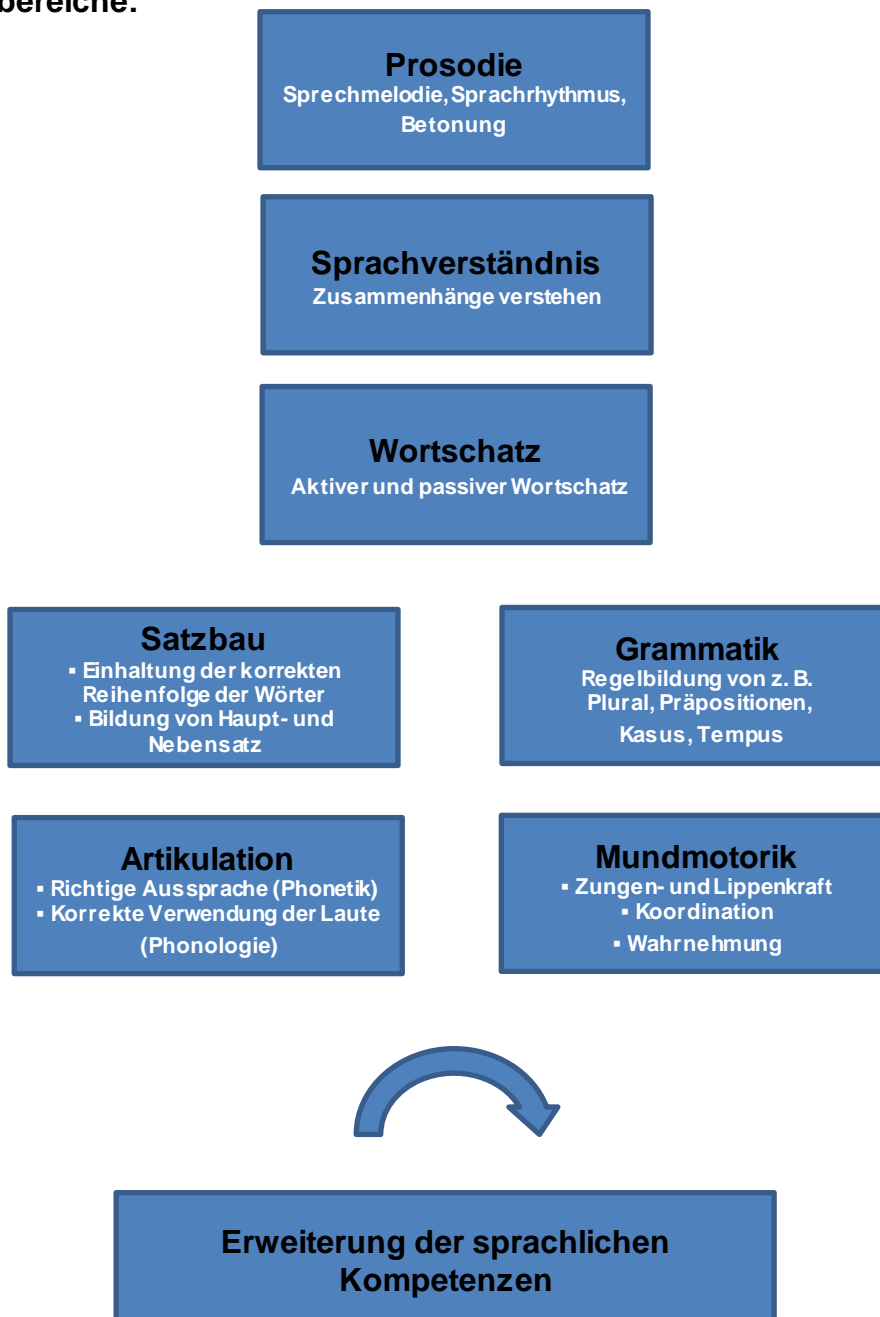 bereiche:
Prosodie
Sprechmelodie, Sprachrhythmus,
Betonung
Sprachverständnis
Zusammenhänge verstehen
Wortschatz
Aktiver und passiver Wortschatz
Satzbau
▪ Einhaltung der korrekten
Reihenfolge der Wörter
▪ Bildung von Haupt- und
Nebensatz
Grammatik
Regelbildung von z. B.
Plural, Präpositionen,
Kasus, Tempus
Artikulation
▪ Richtige Aussprache (Phonetik)
▪ Korrekte Verwendung der Laute
(Phonologie)
Mundmotorik
▪ Zungen- und Lippenkraft
▪ Koordination
▪ Wahrnehmung
Erweiterung der sprachlichen
Kompetenzen